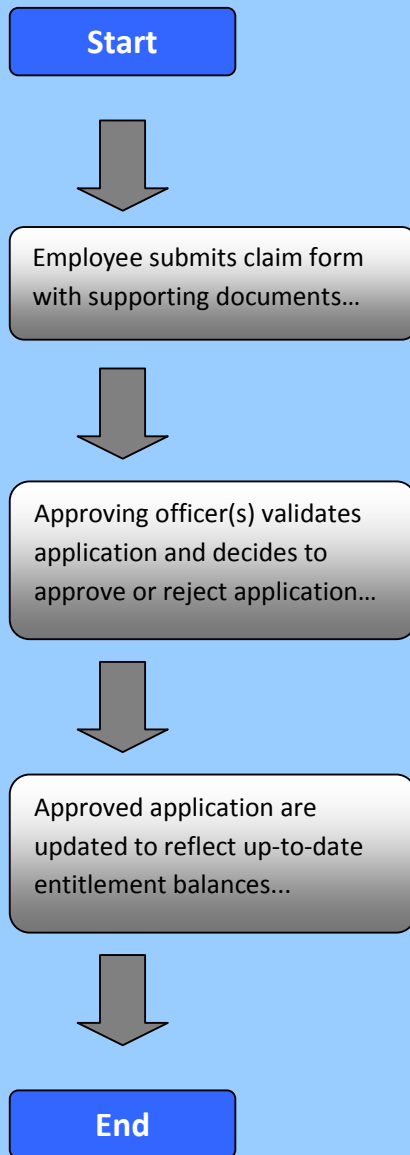 Start
Employee submits claim form
with supporting documents…
Approving officer(s) validates
application and decides to
approve or reject application…
Approved application are
updated to reflect up-to-date
entitlement balances...
End